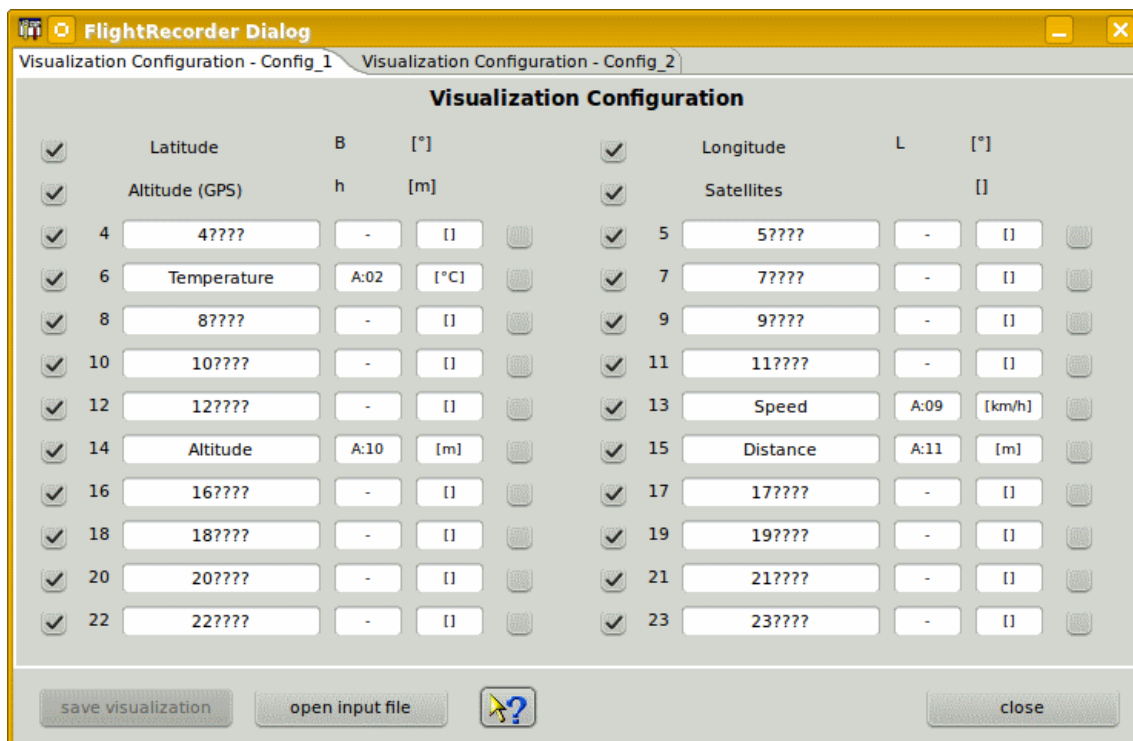 FlightRecorder Dialog
Visualization Configuration - Config_1 Visualization Configuration - Config_2
Visualization Configuration
Latitude B [°] Longitude L [°]
Altitude (GPS) h [m] Satellites []
4 4???? - [] 5 5???? - []
6 Temperature A:02 [°C] 7 7???? - []
8 8???? - [] 9 9???? - []
10 10???? - [] 11 11???? - []
12 12???? - [] 13 Speed A:09 [km/h]
14 Altitude A:10 [m] 15 Distance A:11 [m]
16 16???? - [] 17 17???? - []
18 18???? - [] 19 19???? - []
20 20???? - [] 21 21???? - []
22 22???? - [] 23 23???? - []
save visualization open input file ? close